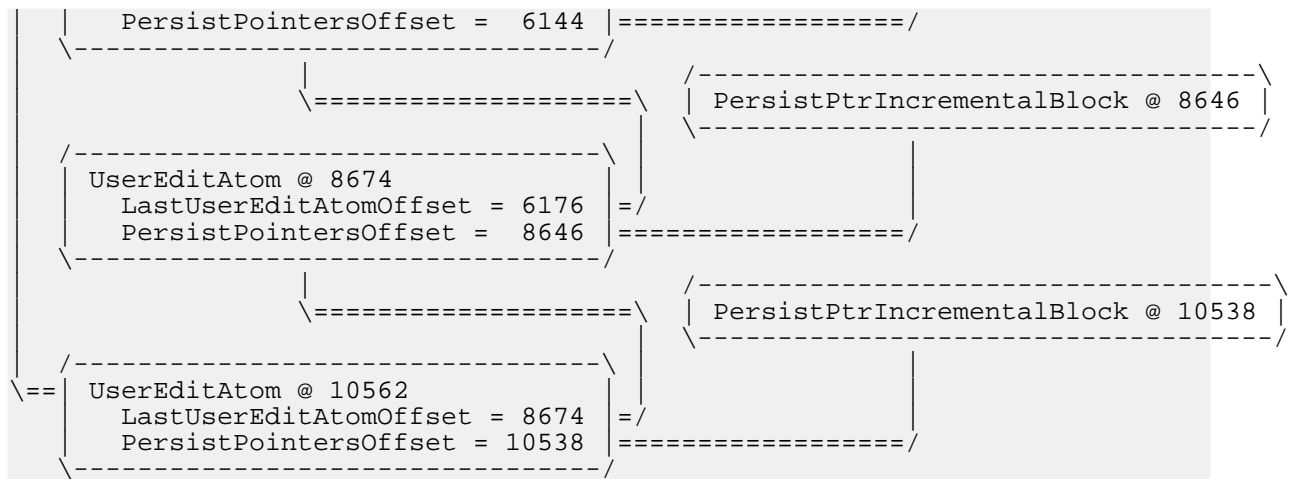 PersistPointersOffset =  6144
PersistPtrIncrementalBlock @ 8646
UserEditAtom @ 8674
LastUserEditAtomOffset = 6176
PersistPointersOffset =  8646
PersistPtrIncrementalBlock @ 10538
UserEditAtom @ 10562
LastUserEditAtomOffset = 8674
PersistPointersOffset = 10538